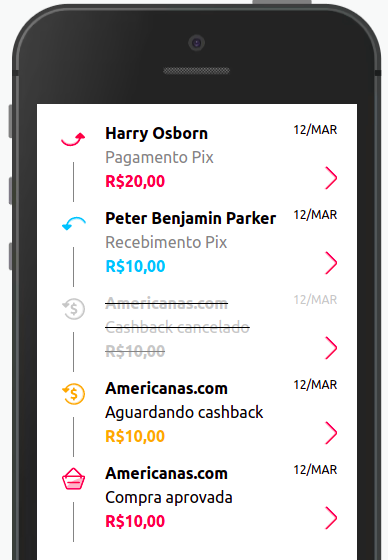 Harry Osborn
12/MAR
Pagamento Pix
R$20,00
Peter Benjamin Parker
12/MAR
Recebimento Pix
R$10,00
Americanas.com
12/MAR
Cashback cancelado
R$10,00
Americanas.com
12/MAR
Aguardando cashback
R$10,00
Americanas.com
12/MAR
Compra aprovada
R$10,00